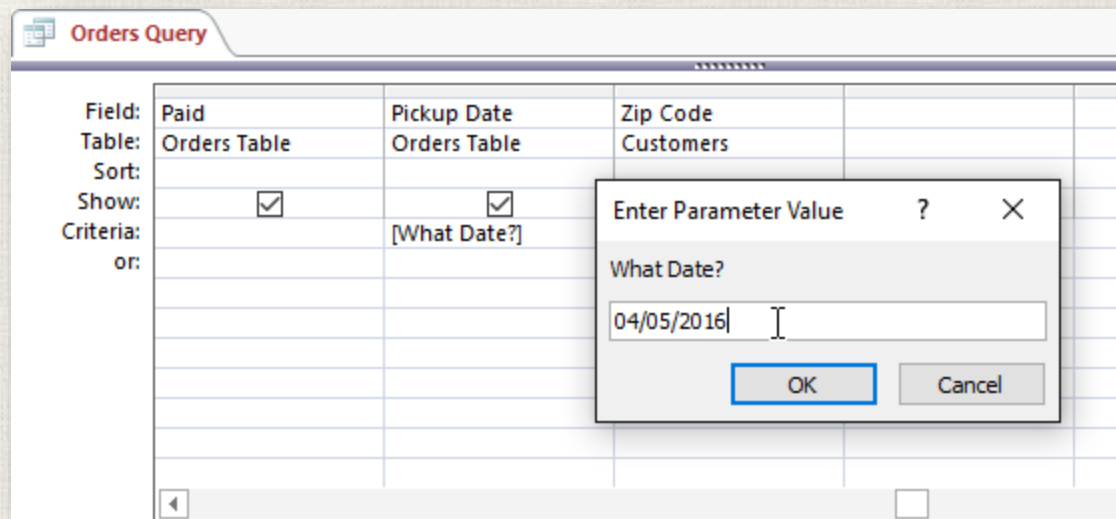 Orders Query
Field: Paid Pickup Date Zip Code
Table: Orders Table Orders Table Customers
Sort:
Show:
Criteria: [What Date?]
or:
Enter Parameter Value ?
What Date?
04/05/2016
OK Cancel